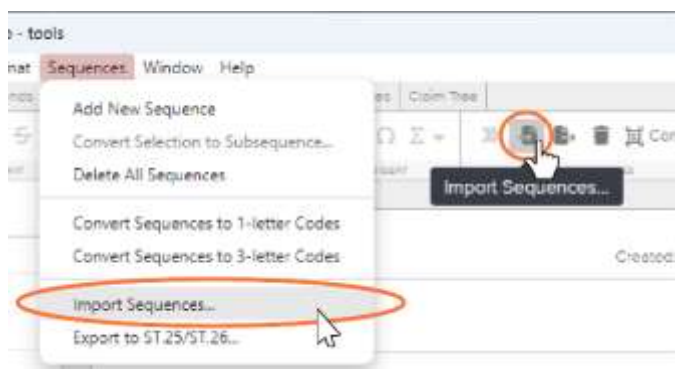 - tools
Sequences Window Help
Claim Tree
Add New Sequence
Convert Selection to Subsequence...
Delete All Sequences
Import Sequences...
Convert Sequences to 1-letter Codes
Convert Sequences to 3-letter Codes
Created:
Import Sequences...
Export to ST.25/ST.26...